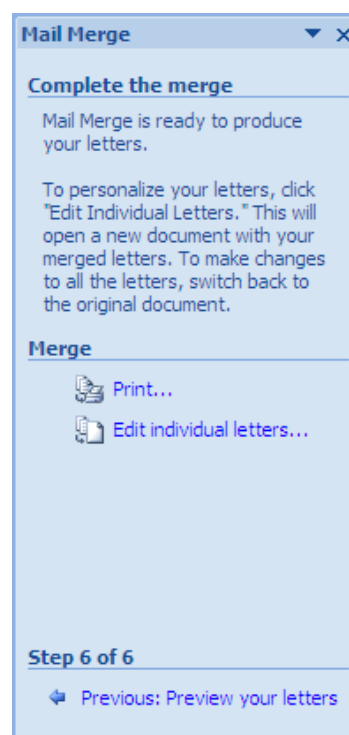 Mail Merge
Complete the merge
Mail Merge is ready to produce
your letters.
To personalize your letters, click
"Edit Individual Letters." This will
open a new document with your
merged letters. To make changes
to all the letters, switch back to
the original document.
Merge
Print...
Edit individual letters...
Step 6 of 6
Previous: Preview your letters